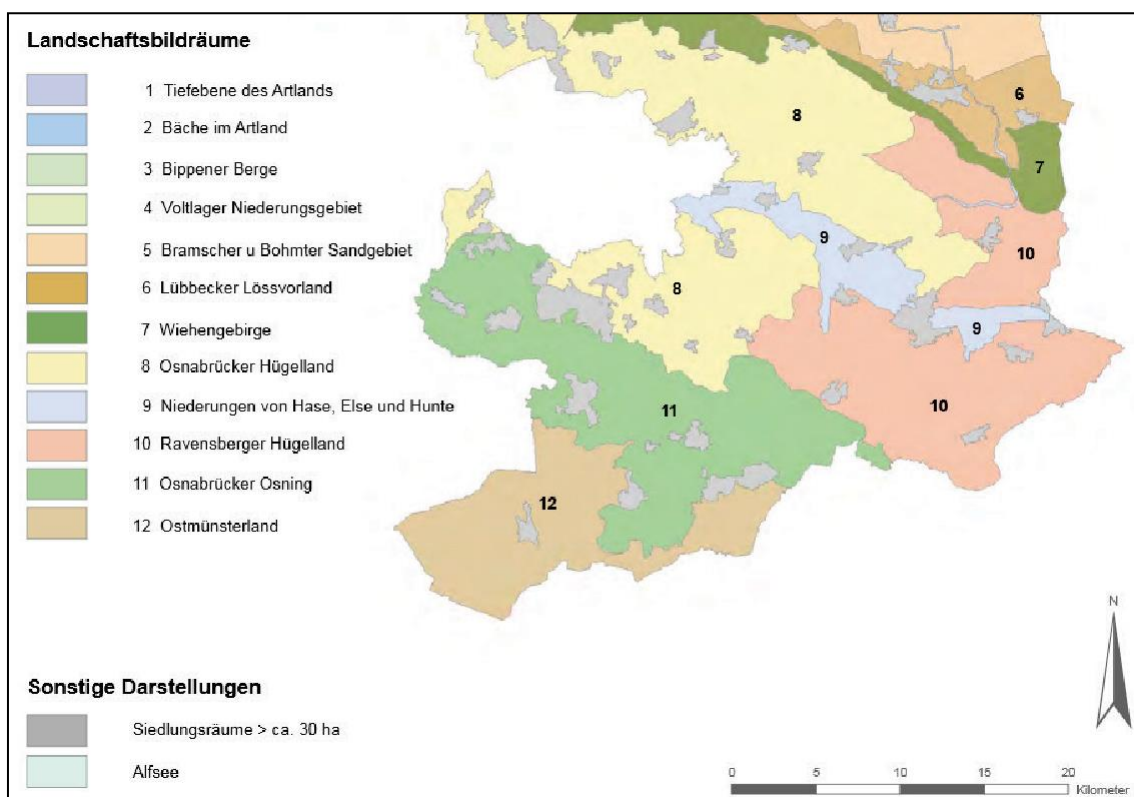 Landschaftsbildräume
1 Tiefebene des Artlands
2 Bäche im Artland
3 Bippener Berge
4 Voltlager Niederungsgebiet
5 Bramscher u Bohmter Sandgebiet
6 Lübbecker Lössvorland
7 Wiehengebirge
8 Osnabrücker Hügelland
9 Niederungen von Hase, Else und Hunte
10 Ravensberger Hügelland
11 Osnabrücker Osning
12 Ostmünsterland
6
8
7
9
10
8
9
10
11
12
N
Sonstige Darstellungen
Siedlungsräume > ca. 30 ha
Alfsee
0 5 10 15 20
Kilometer